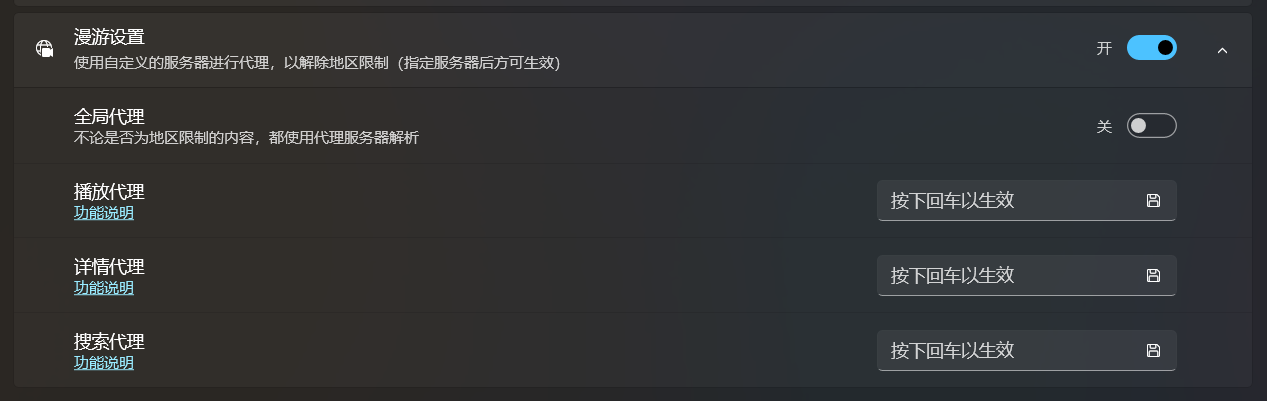 漫游设置
使用自定义的服务器进行代理，以解除地区限制（指定服务器后方可生效）
开
全局代理
不论是否为地区限制的内容，都使用代理服务器解析
关
播放代理
功能说明
按下回车以生效
详情代理
功能说明
按下回车以生效
搜索代理
功能说明
按下回车以生效